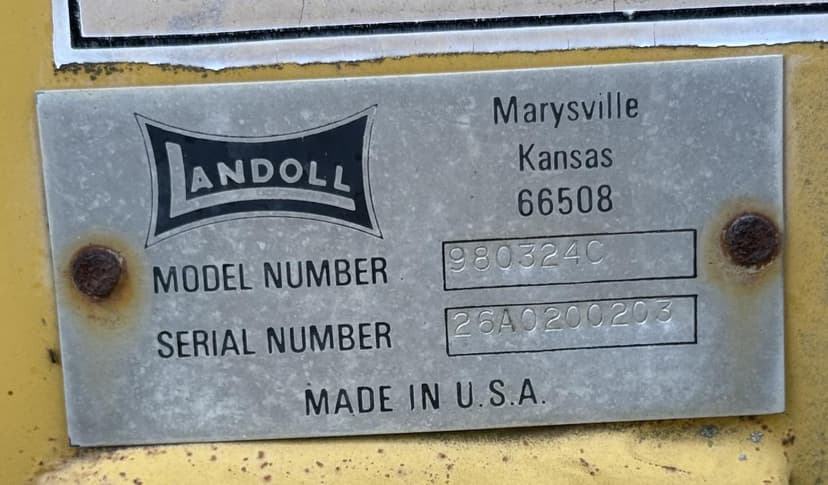 LANDOLL
Marysville
Kansas
66508
MODEL NUMBER 980324C
SERIAL NUMBER 26A0200203
MADE IN U.S.A.